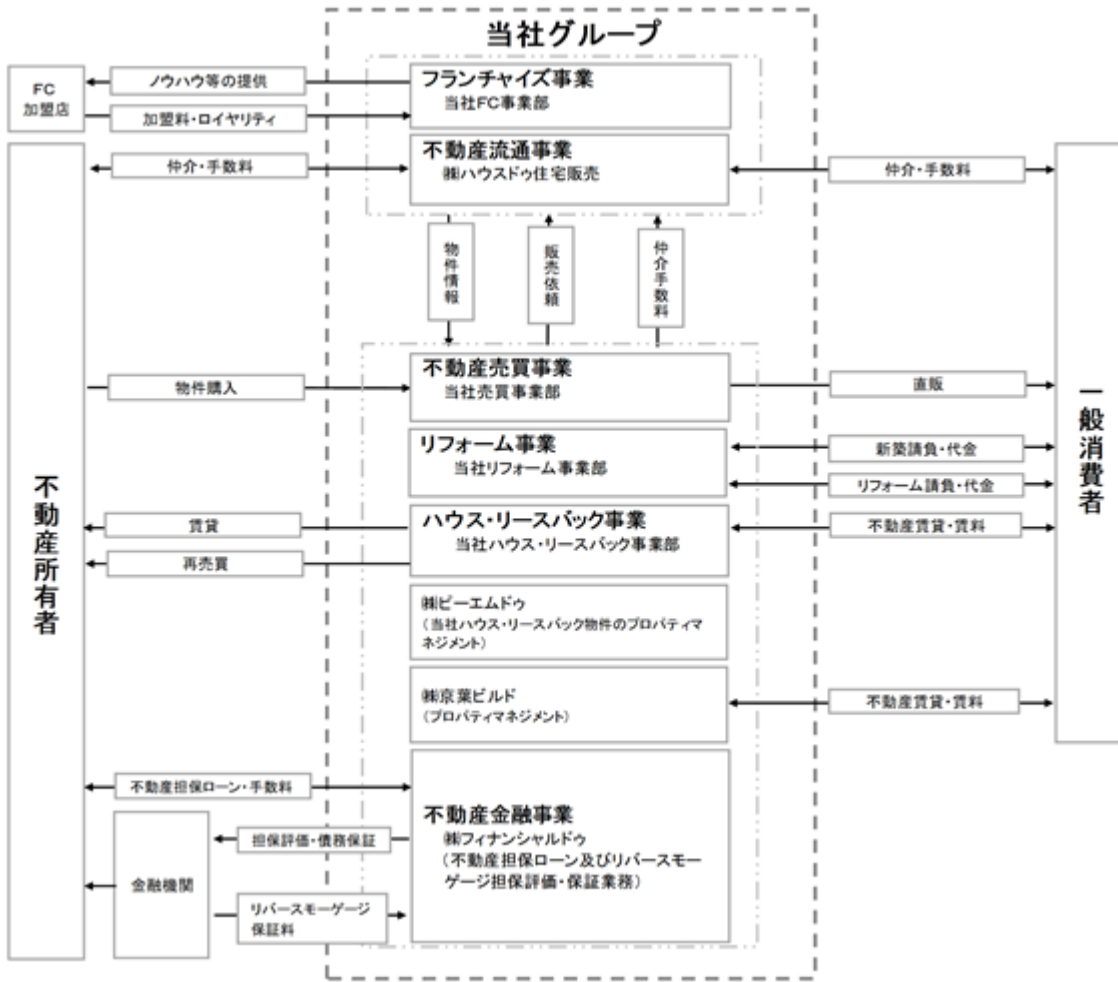 当社グループ
FC
加盟店
ノウハウ等の提供
加盟料・ロイヤリティ
フランチャイズ事業
当社FC事業部
不動産流通事業
㈱ハウスドゥ住宅販売
仲介・手数料
仲介・手数料
物件情報
販売依頼
仲介手数料
不動産所有者
一般消費者
物件購入
不動産売買事業
当社売買事業部
直販
リフォーム事業
当社リフォーム事業部
新築請負・代金
リフォーム請負・代金
賃貸
再売買
ハウス・リースバック事業
当社ハウス・リースバック事業部
不動産賃貸・賃料
㈱ピーエムドゥ
（当社ハウス・リースバック物件のプロパティマ
ネジメント）
㈱京葉ビルド
（プロパティマネジメント）
不動産賃貸・賃料
不動産担保ローン・手数料
不動産金融事業
㈱フィナンシャルドゥ
（不動産担保ローン及びリバースモー
ゲージ担保評価・保証業務）
担保評価・債務保証
金融機関
リバースモーゲージ
保証料